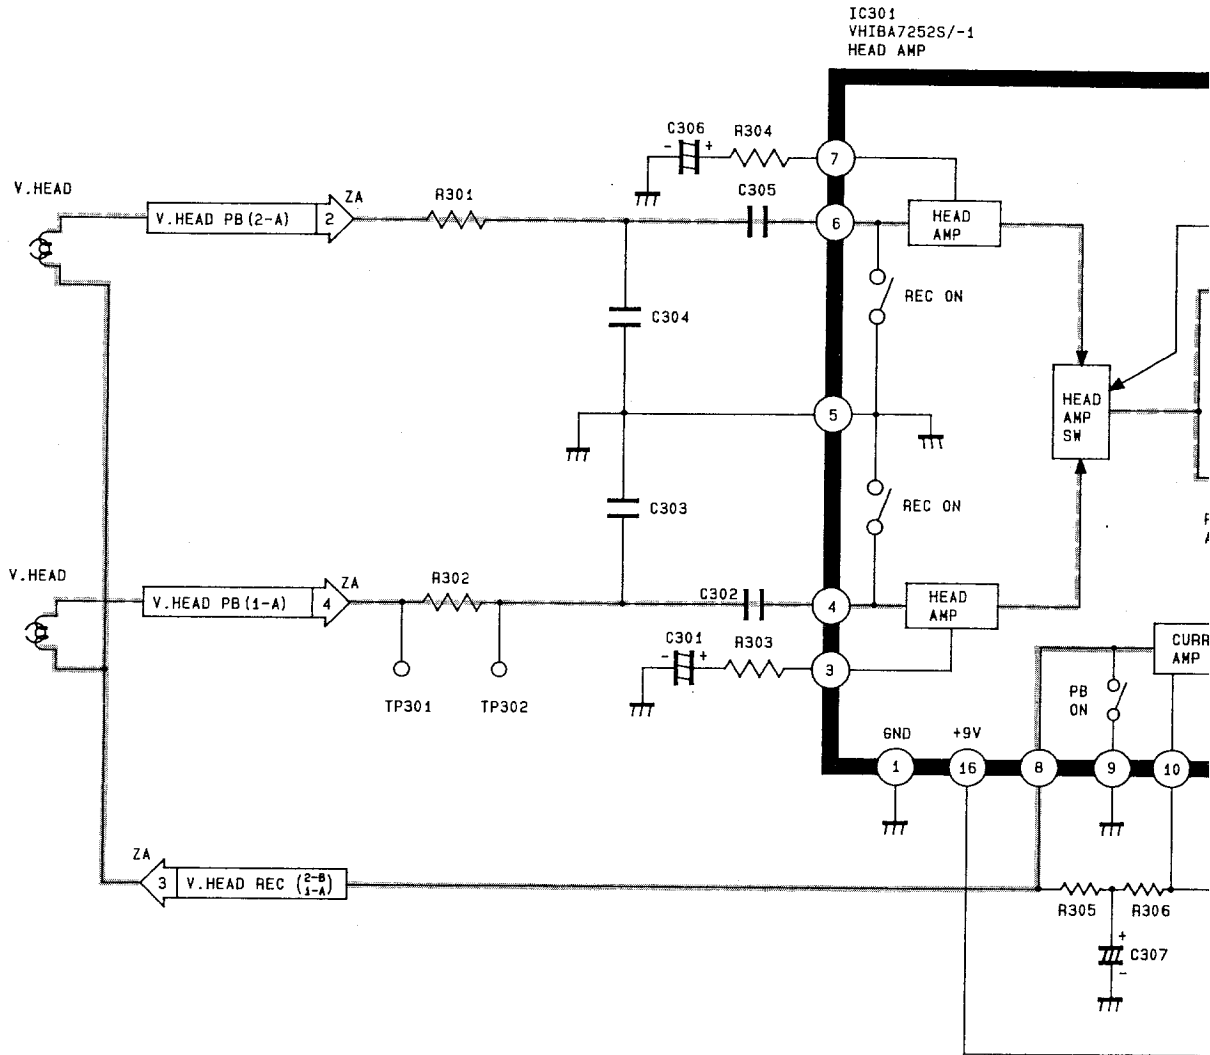 IC301
VHIBA7252S/-1
HEAD AMP
C306
- +
R304
7
V.HEAD
V.HEAD PB(2-A)
2
ZA
R301
C305
6
HEAD
AMP
REC ON
C304
HEAD
AMP
SW
5
REC ON
C303
V.HEAD
V.HEAD PB(1-A)
4
ZA
R302
C302
4
HEAD
AMP
C301
- +
R303
3
CURR
AMP
TP301
TP302
PB
ON
GND
+9V
1
16
8
9
10
ZA
3
V.HEAD REC (2-B
1-A)
R305
R306
+
C307
-